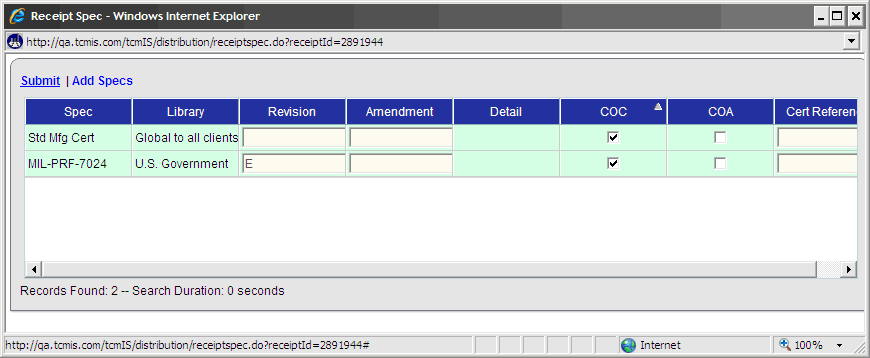 Receipt Spec - Windows Internet Explorer
http://qa.tcmis.com/tcmIS/distribution/receiptspec.do?receiptId=2891944
Submit | Add Specs
Spec Library Revision Amendment Detail COC COA Cert Referen
Std Mfg Cert Global to all clients
MIL-PRF-7024 U.S. Government E
Records Found: 2 -- Search Duration: 0 seconds
http://qa.tcmis.com/tcmIS/distribution/receiptspec.do?receiptId=2891944# Internet 100%